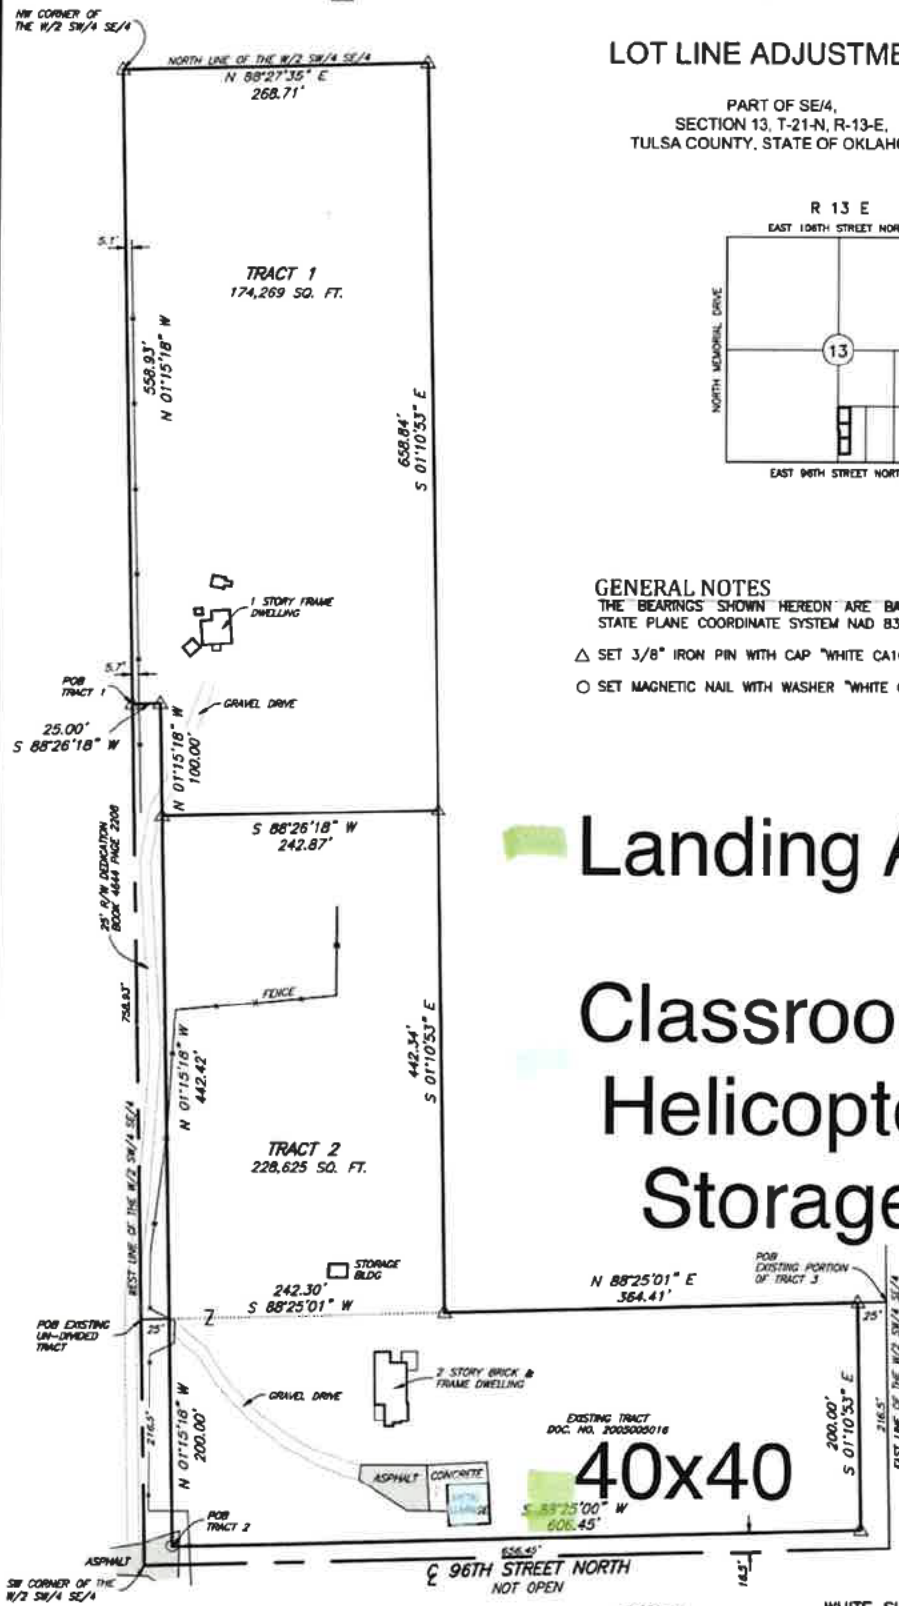 NW CORNER OF
THE W/2 SW/4 SE/4
NORTH LINE OF THE W/2 SW/4 SE/4
N 88°27'35" E
268.71'
LOT LINE ADJUSTME
PART OF SE/4,
SECTION 13, T-21-N, R-13-E,
TULSA COUNTY, STATE OF OKLAH
R 13 E
EAST 106TH STREET NOR
NORTH MEMORIAL DRIVE
13
EAST 96TH STREET NORT
5.1'
TRACT 1
174,269 SQ. FT.
558.93'
N 01°15'18" W
658.84'
S 01°10'53" E
1 STORY FRAME
DWELLING
GENERAL NOTES
THE BEARINGS SHOWN HEREON ARE BA
STATE PLANE COORDINATE SYSTEM NAD 83
△ SET 3/8" IRON PIN WITH CAP "WHITE CA1
○ SET MAGNETIC NAIL WITH WASHER "WHITE
5.7'
POB
TRACT 1
GRAVEL DRIVE
25.00'
S 88°26'18" W
N 01°15'18" W
100.00'
S 88°26'18" W
242.87'
Landing A
25' R/W DEDICATION
BOOK 4644 PAGE 2206
758.93'
FENCE
Classroo
Helicopte
Storage
N 01°15'18" W
442.42'
442.34'
S 01°10'53" E
WEST LINE OF THE W/2 SW/4 SE/4
TRACT 2
228,625 SQ. FT.
STORAGE
BLDG
242.30'
S 88°25'01" W
N 88°25'01" E
364.41'
POB
EXISTING PORTION
OF TRACT 3
25'
POB EXISTING
UN-DIVIDED
TRACT
25'
Z
GRAVEL DRIVE
2 STORY BRICK &
FRAME DWELLING
EXISTING TRACT
DOC. NO. 2005005016
200.00'
S 01°10'53" E
216.5'
EAST LINE OF THE W/2 SW/4 SE/4
216.5'
N 01°15'18" W
200.00'
ASPHALT
CONCRETE
40x40
S 88°25'00" W
606.45'
POB
TRACT 2
ASPHALT
656.45'
16.5'
℄ 96TH STREET NORTH
NOT OPEN
SW CORNER OF THE
W/2 SW/4 SE/4